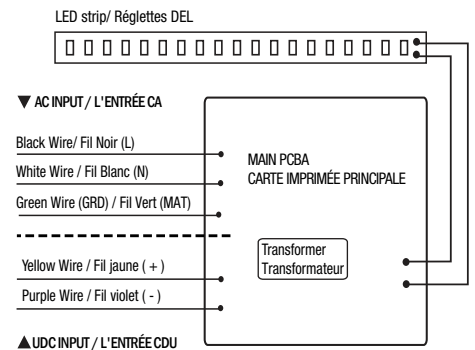 LED strip/ Réglettes DEL
▼ AC INPUT / L'ENTRÉE CA
Black Wire/ Fil Noir (L)
White Wire / Fil Blanc (N)
Green Wire (GRD) / Fil Vert (MAT)
MAIN PCBA
CARTE IMPRIMÉE PRINCIPALE
Transformer
Transformateur
Yellow Wire / Fil jaune ( + )
Purple Wire / Fil violet ( - )
▲UDC INPUT / L'ENTRÉE CDU